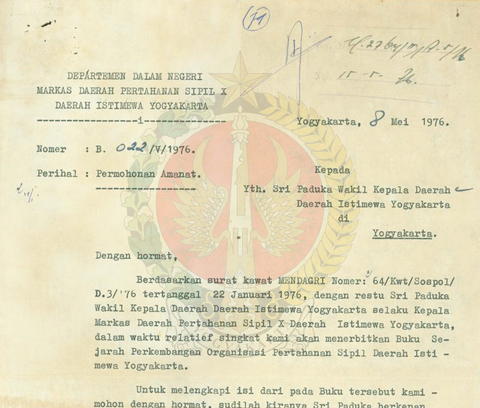 DEPARTEMEN DALAM NEGERI
MARKAS DAERAH PERTAHANAN SIPIL X
DAERAH ISTIMEWA YOGYAKARTA
Yogyakarta, 8 Mei 1976.
Nomer : B. 022/V/1976.
Perihal : Permohonan Amanat.
Kepada
Yth. Sri Paduka Wakil Kepala Daerah
Daerah Istimewa Yogyakarta
di
Yogyakarta.
Dengan hormat,
Berdasarkan surat kawat MENDAGRI Nomer: 64/Kwt/Sospol/
D.3/'76 tertanggal 22 Januari 1976, dengan restu Sri Paduka
Wakil Kepala Daerah Daerah Istimewa Yogyakarta selaku Kepala
Markas Daerah Pertahanan Sipil X Daerah Istimewa Yogyakarta,
dalam waktu relatief singkat kami akan menerbitkan Buku Se-
jarah Perkembangan Organisasi Pertahanan Sipil Daerah Isti -
mewa Yogyakarta.
Untuk melengkapi isi dari pada Buku tersebut kami -
mohon dengan hormat, sudilah kiranya Sri Paduka berkenan